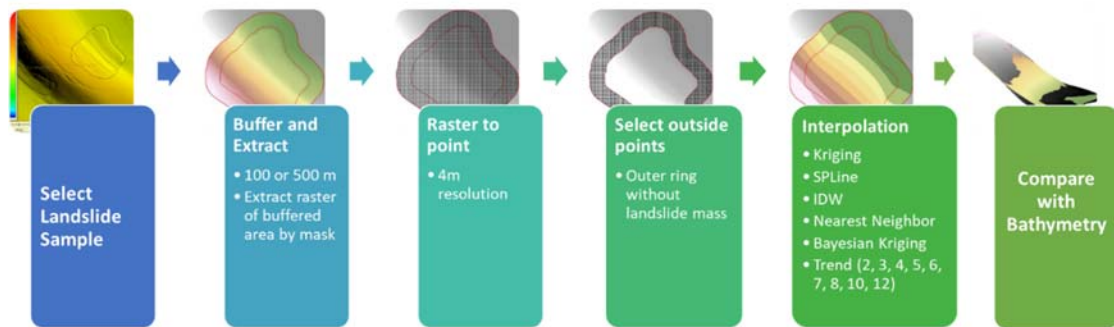 Select
Landslide
Sample
Buffer and
Extract
• 100 or 500 m
• Extract raster
of buffered
area by mask
Raster to
point
• 4m
resolution
Select outside
points
• Outer ring
without
landslide mass
Interpolation
• Kriging
• SPLine
• IDW
• Nearest Neighbor
• Bayesian Kriging
• Trend (2, 3, 4, 5, 6,
7, 8, 10, 12)
Compare
with
Bathymetry